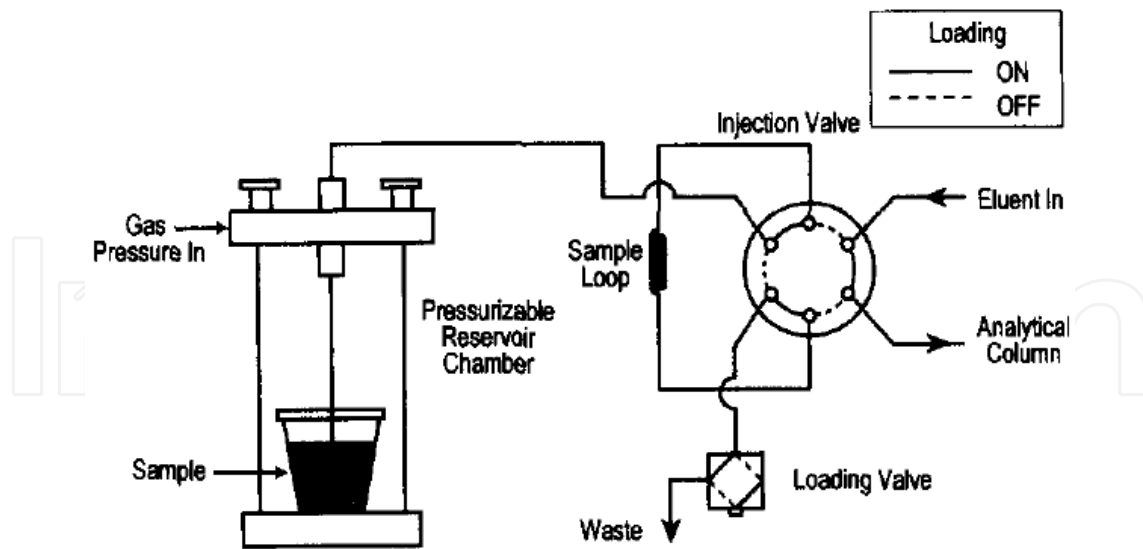 Loading
ON
OFF
Injection Valve
Eluent In
Gas
Pressure In
Sample
Loop
Pressurizable
Reservoir
Chamber
Analytical
Column
Sample
Loading Valve
Waste